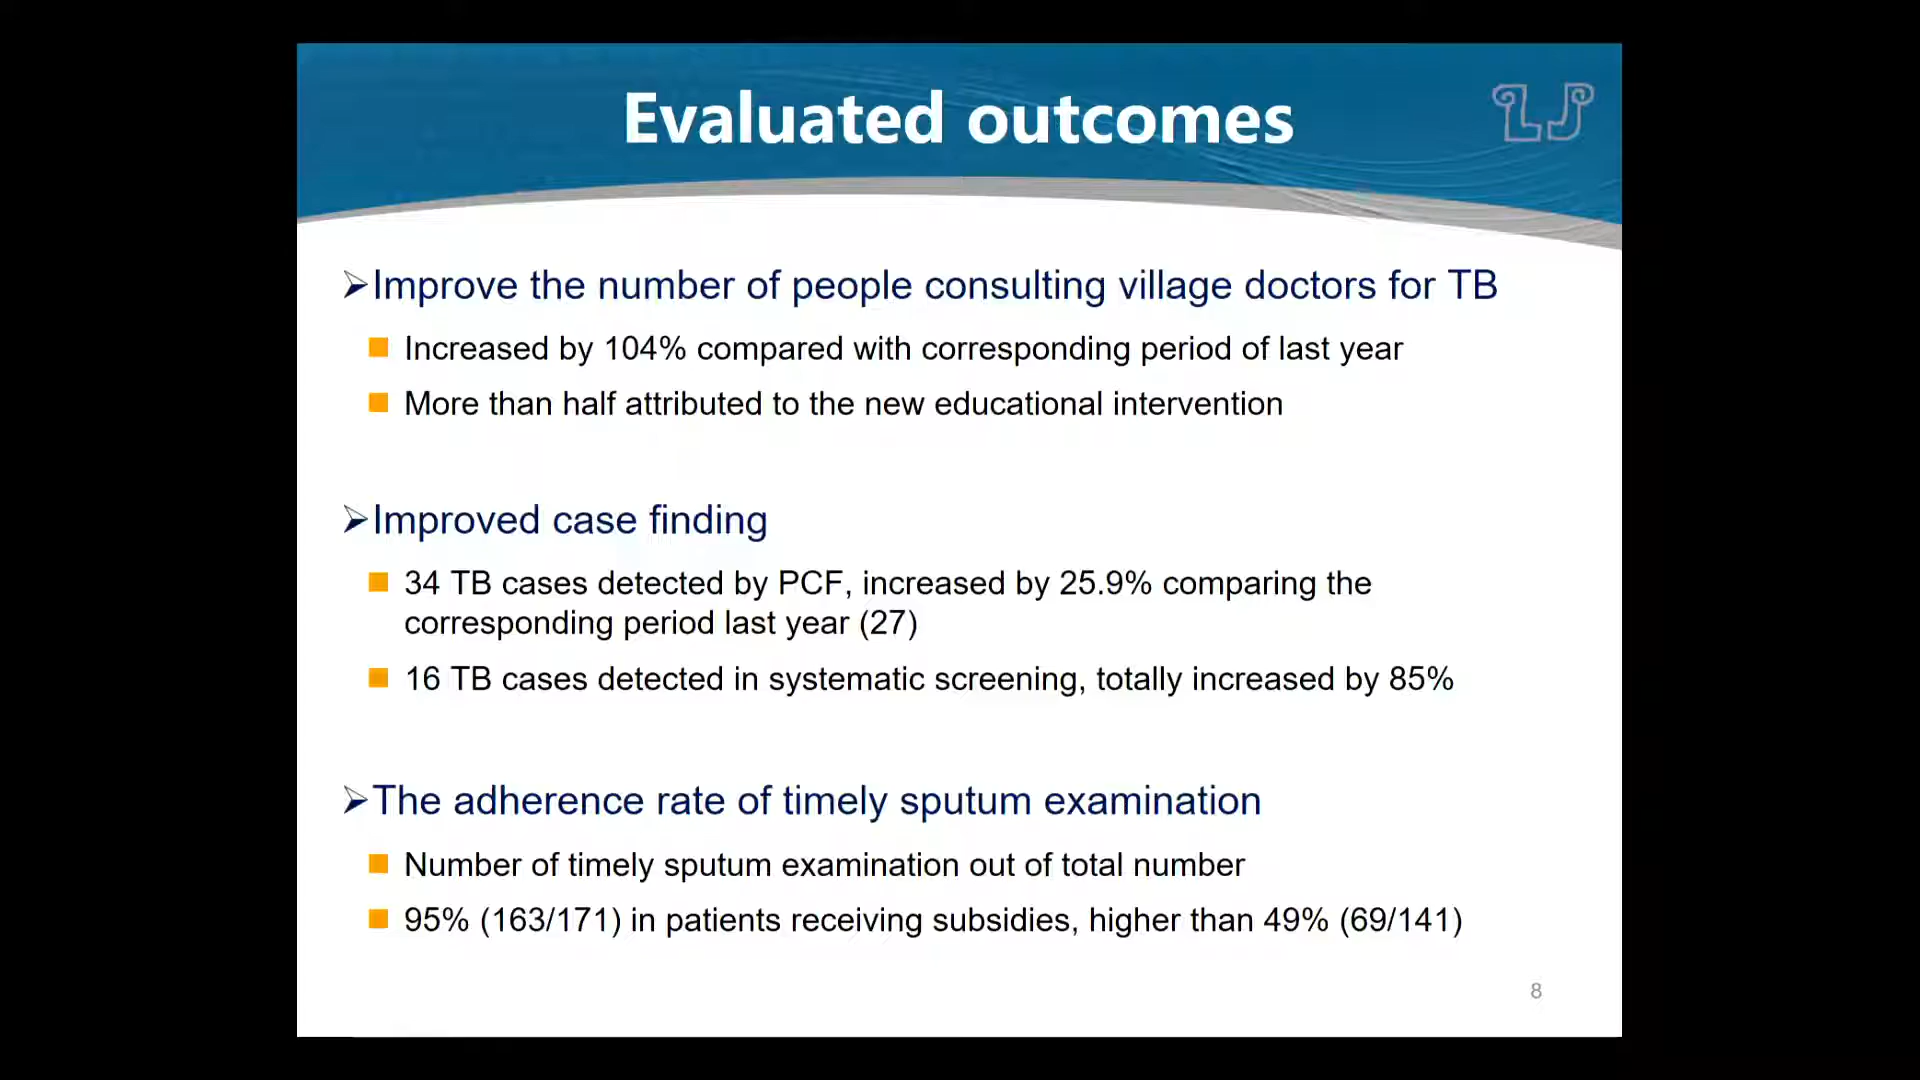 Evaluated outcomes
LJ
➢Improve the number of people consulting village doctors for TB
■ Increased by 104% compared with corresponding period of last year
■ More than half attributed to the new educational intervention
➢Improved case finding
■ 34 TB cases detected by PCF, increased by 25.9% comparing the
corresponding period last year (27)
■ 16 TB cases detected in systematic screening, totally increased by 85%
➢The adherence rate of timely sputum examination
■ Number of timely sputum examination out of total number
■ 95% (163/171) in patients receiving subsidies, higher than 49% (69/141)
8